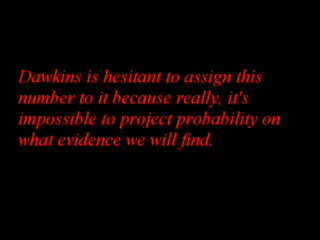 Dawkins is hesitant to assign this
number to it because really, it's
impossible to project probability on
what evidence we will find.